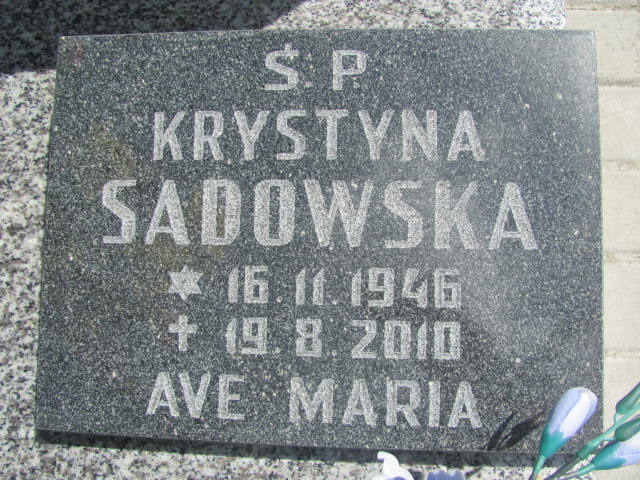 Ś.P.
KRYSTYNA
SADOWSKA
* 16.11.1946
✝ 19.8.2010
AVE MARIA